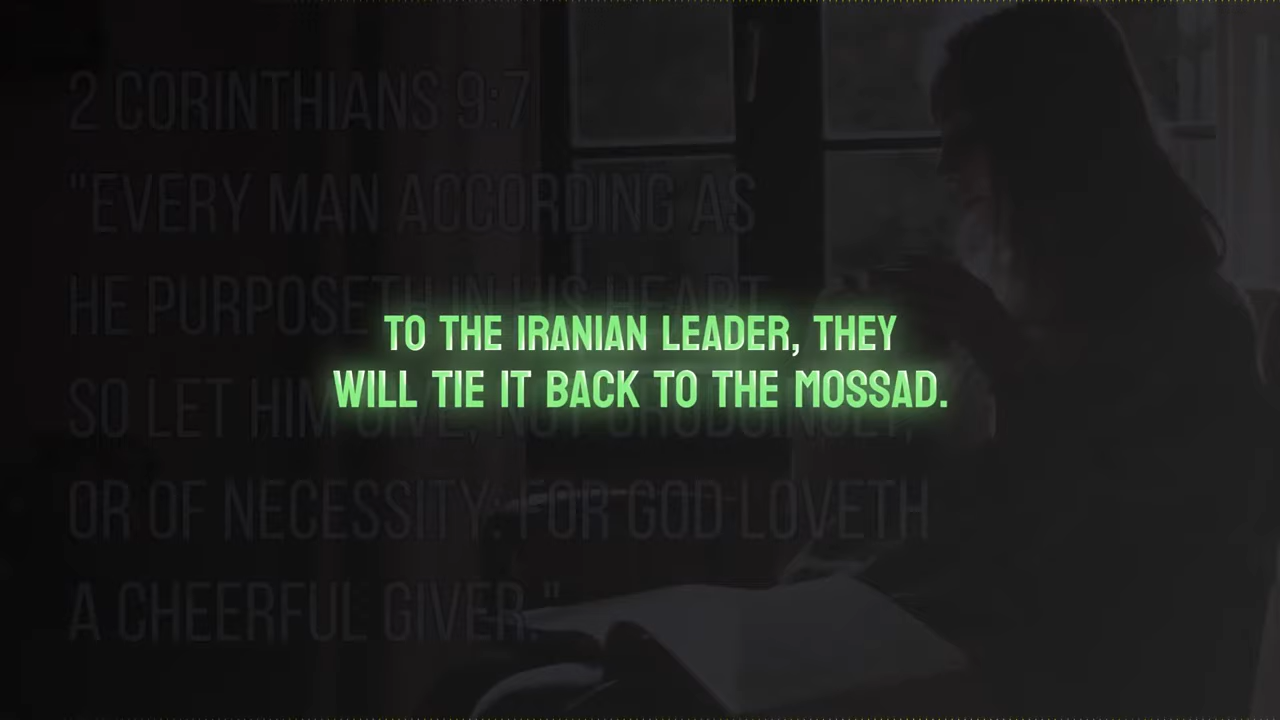 2 CORINTHIANS 9:7
"EVERY MAN ACCORDING AS
HE PURPOSETH IN HIS HEART,
TO THE IRANIAN LEADER, THEY
WILL TIE IT BACK TO THE MOSSAD.
SO LET HIM GIVE, NOT GRUDGINGLY,
OR OF NECESSITY: FOR GOD LOVETH
A CHEERFUL GIVER."